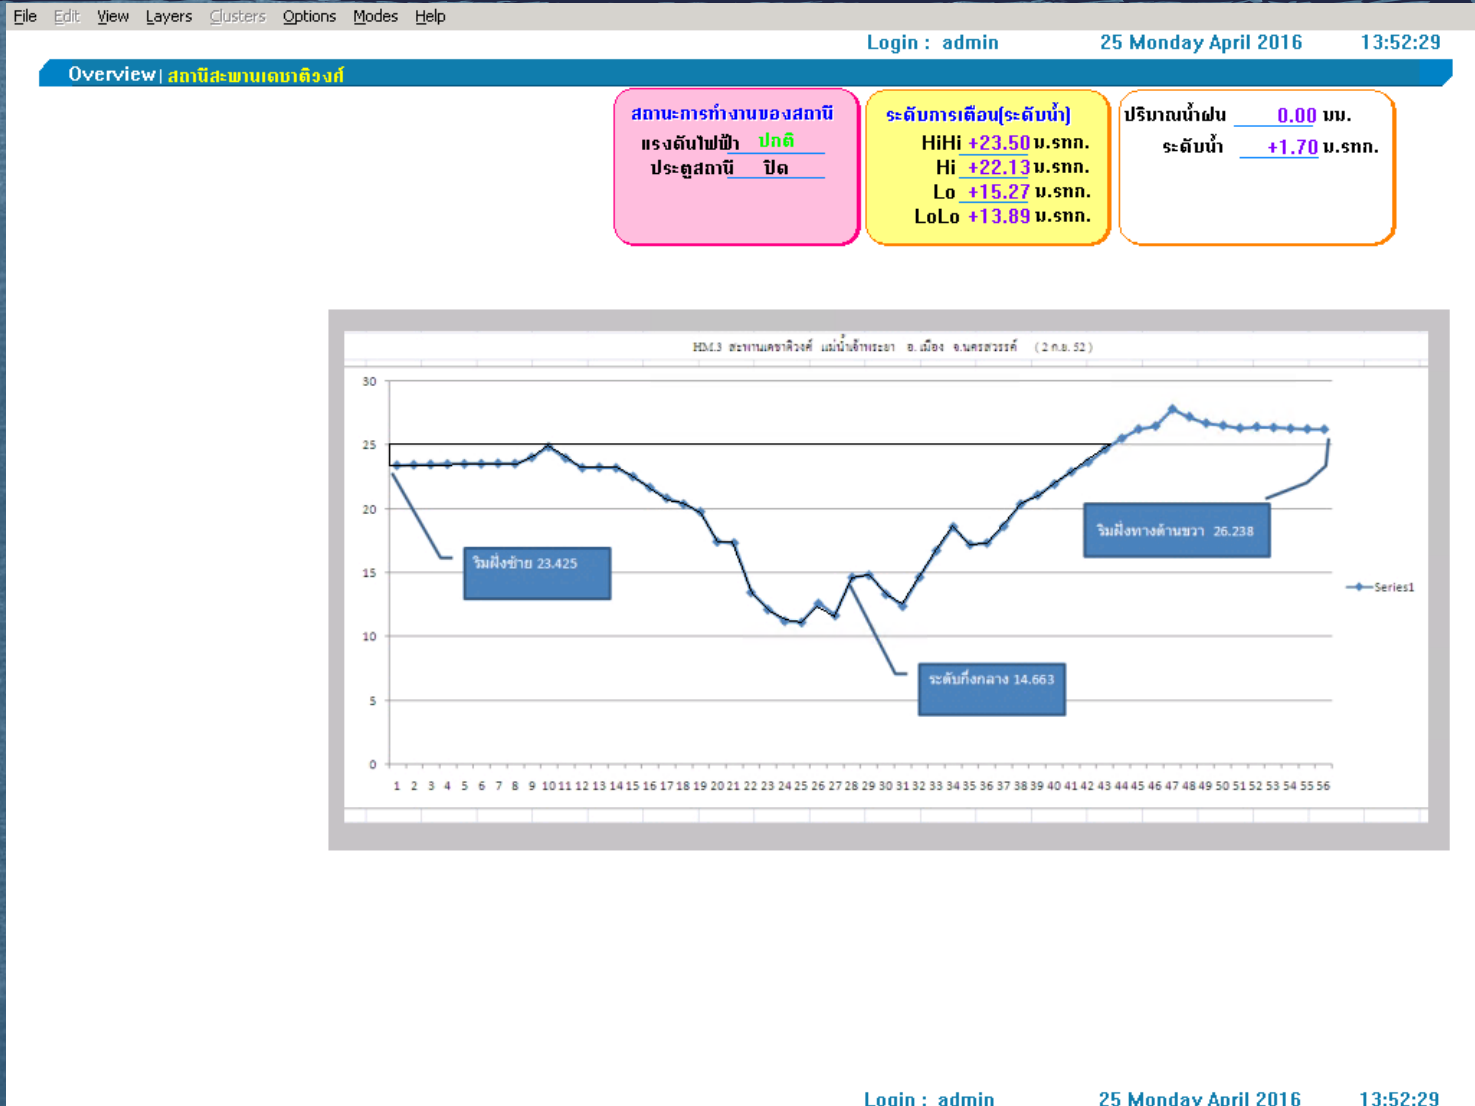 File Edit View Layers Clusters Options Modes Help
Login : admin 25 Monday April 2016 13:52:29
Overview | สถานีสะพานเดชาติวงศ์
สถานะการทำงานของสถานี
แรงดันไฟฟ้า ปกติ
ประตูสถานี ปิด
ระดับการเตือน(ระดับน้ำ)
HiHi +23.50 ม.รทก.
Hi +22.13 ม.รทก.
Lo +15.27 ม.รทก.
LoLo +13.89 ม.รทก.
ปริมาณน้ำฝน 0.00 มม.
ระดับน้ำ +1.70 ม.รทก.
HM.3 สะพานเดชาติวงศ์ แม่น้ำเจ้าพระยา อ.เมือง จ.นครสวรรค์ (2 ก.ย. 52)
30
25
20
15
10
5
0
ริมฝั่งซ้าย 23.425
ริมฝั่งทางด้านขวา 26.238
ระดับกึ่งกลาง 14.663
Series1
1 2 3 4 5 6 7 8 9 10 11 12 13 14 15 16 17 18 19 20 21 22 23 24 25 26 27 28 29 30 31 32 33 34 35 36 37 38 39 40 41 42 43 44 45 46 47 48 49 50 51 52 53 54 55 56
Login : admin 25 Monday April 2016 13:52:29